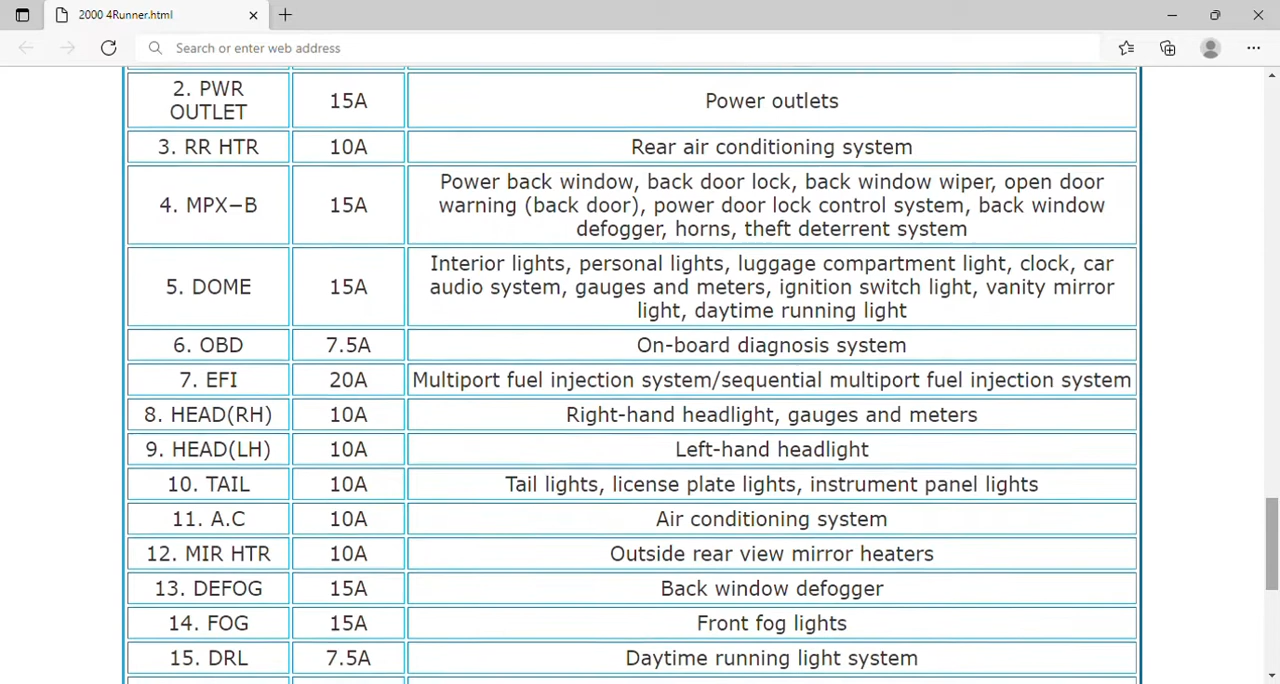 2000 4Runner.html
Search or enter web address
2. PWR
OUTLET
15A
Power outlets
3. RR HTR
10A
Rear air conditioning system
4. MPX−B
15A
Power back window, back door lock, back window wiper, open door
warning (back door), power door lock control system, back window
defogger, horns, theft deterrent system
5. DOME
15A
Interior lights, personal lights, luggage compartment light, clock, car
audio system, gauges and meters, ignition switch light, vanity mirror
light, daytime running light
6. OBD
7.5A
On-board diagnosis system
7. EFI
20A
Multiport fuel injection system/sequential multiport fuel injection system
8. HEAD(RH)
10A
Right-hand headlight, gauges and meters
9. HEAD(LH)
10A
Left-hand headlight
10. TAIL
10A
Tail lights, license plate lights, instrument panel lights
11. A.C
10A
Air conditioning system
12. MIR HTR
10A
Outside rear view mirror heaters
13. DEFOG
15A
Back window defogger
14. FOG
15A
Front fog lights
15. DRL
7.5A
Daytime running light system